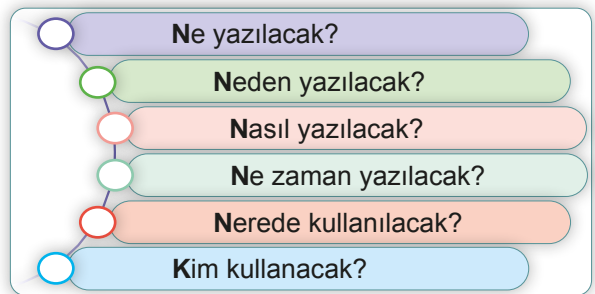 Ne yazılacak?
Neden yazılacak?
Nasıl yazılacak?
Ne zaman yazılacak?
Nerede kullanılacak?
Kim kullanacak?